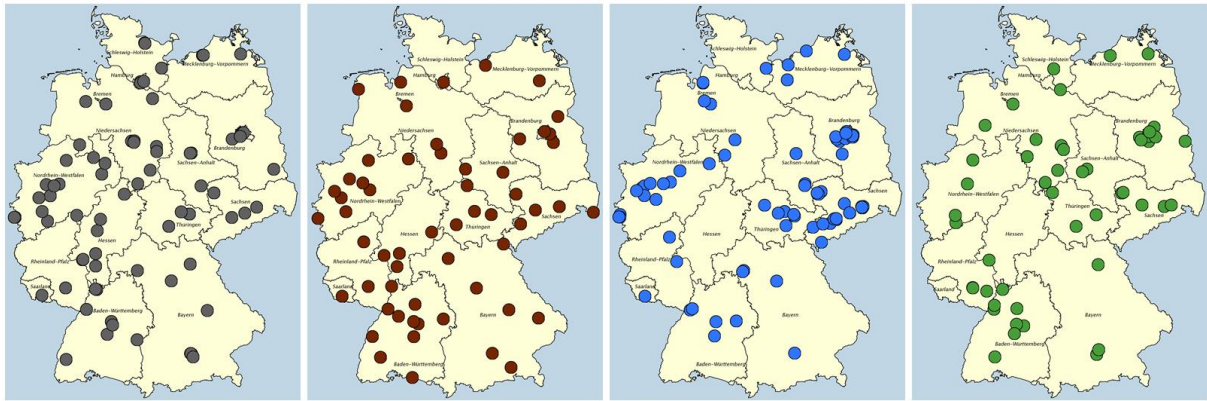 Schleswig-Holstein
Mecklenburg-Vorpommern
Hamburg
Bremen
Niedersachsen
Brandenburg
Sachsen-Anhalt
Nordrhein-Westfalen
Sachsen
Thüringen
Hessen
Rheinland-Pfalz
Saarland
Bayern
Baden-Württemberg
Schleswig-Holstein
Mecklenburg-Vorpommern
Hamburg
Bremen
Brandenburg
Niedersachsen
Sachsen-Anhalt
Nordrhein-Westfalen
Sachsen
Thüringen
Hessen
Rheinland-Pfalz
Saarland
Bayern
Baden-Württemberg
Schleswig-Holstein
Mecklenburg-Vorpommern
Hamburg
Bremen
Brandenburg
Niedersachsen
Nordrhein-Westfalen
Sachsen-Anhalt
Sachsen
Thüringen
Hessen
Rheinland-Pfalz
Saarland
Bayern
Baden-Württemberg
Schleswig-Holstein
Mecklenburg-Vorpommern
Hamburg
Bremen
Brandenburg
Niedersachsen
Sachsen-Anhalt
Nordrhein-Westfalen
Thüringen
Sachsen
Hessen
Rheinland-Pfalz
Saarland
Bayern
Baden-Württemberg